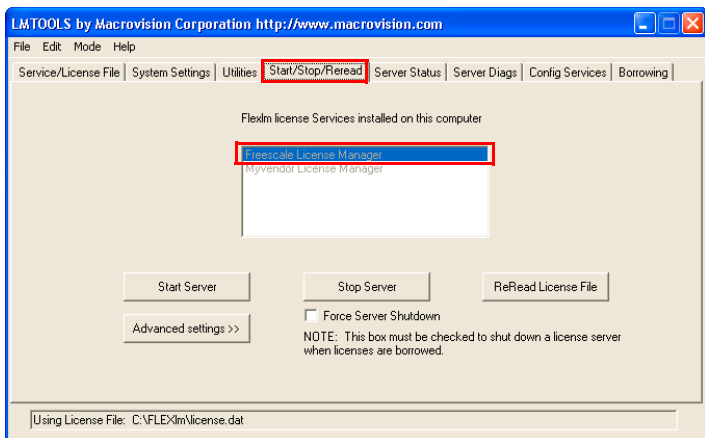 LMTOOLS by Macrovision Corporation http://www.macrovision.com
File Edit Mode Help
Service/License File System Settings Utilities Start/Stop/Reread Server Status Server Diags Config Services Borrowing
Flexlm license Services installed on this computer
Freescale License Manager
Myvendor License Manager
Start Server Stop Server ReRead License File
Force Server Shutdown
Advanced settings >>
NOTE: This box must be checked to shut down a license server
when licenses are borrowed.
Using License File: C:\FLEXlm\license.dat